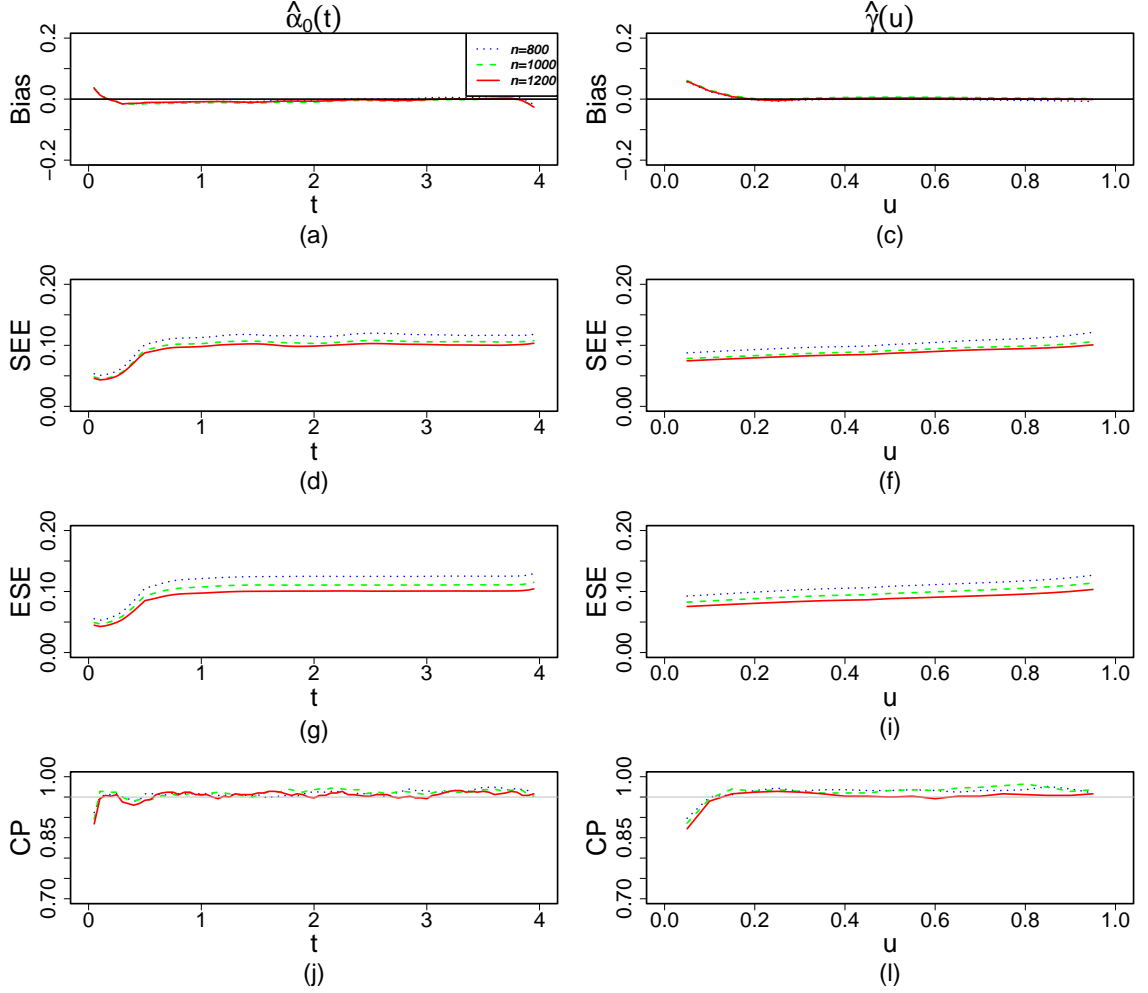 α̂₀(t)
γ̂(u)
Bias
0.2
0.0
−0.2
n=800
n=1000
n=1200
0 1 2 3 4
t
(a)
Bias
0.2
0.0
−0.2
0.0 0.2 0.4 0.6 0.8 1.0
u
(c)
SEE
0.20
0.10
0.00
0 1 2 3 4
t
(d)
SEE
0.20
0.10
0.00
0.0 0.2 0.4 0.6 0.8 1.0
u
(f)
ESE
0.20
0.10
0.00
0 1 2 3 4
t
(g)
ESE
0.20
0.10
0.00
0.0 0.2 0.4 0.6 0.8 1.0
u
(i)
CP
1.00
0.85
0.70
0 1 2 3 4
t
(j)
CP
1.00
0.85
0.70
0.0 0.2 0.4 0.6 0.8 1.0
u
(l)